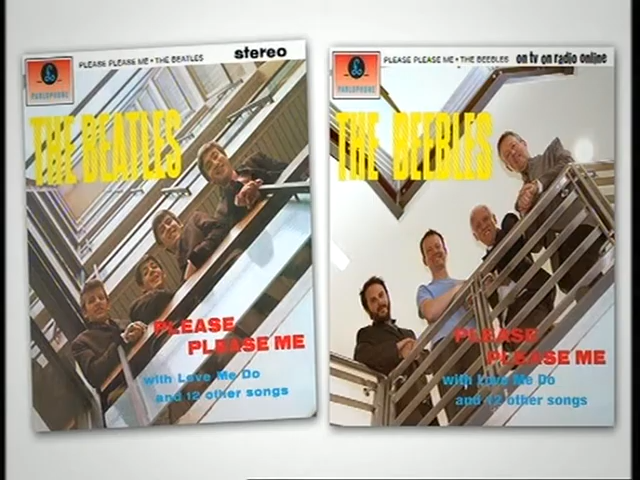 PLEASE PLEASE ME • THE BEATLES
stereo
PARLOPHONE
THE BEATLES
PLEASE
PLEASE ME
with Love Me Do
and 12 other songs
PLEASE PLEASE ME • THE BEEBLES
on tv on radio online
PARLOPHONE
THE BEEBLES
PLEASE
PLEASE ME
with Love Me Do
and 12 other songs